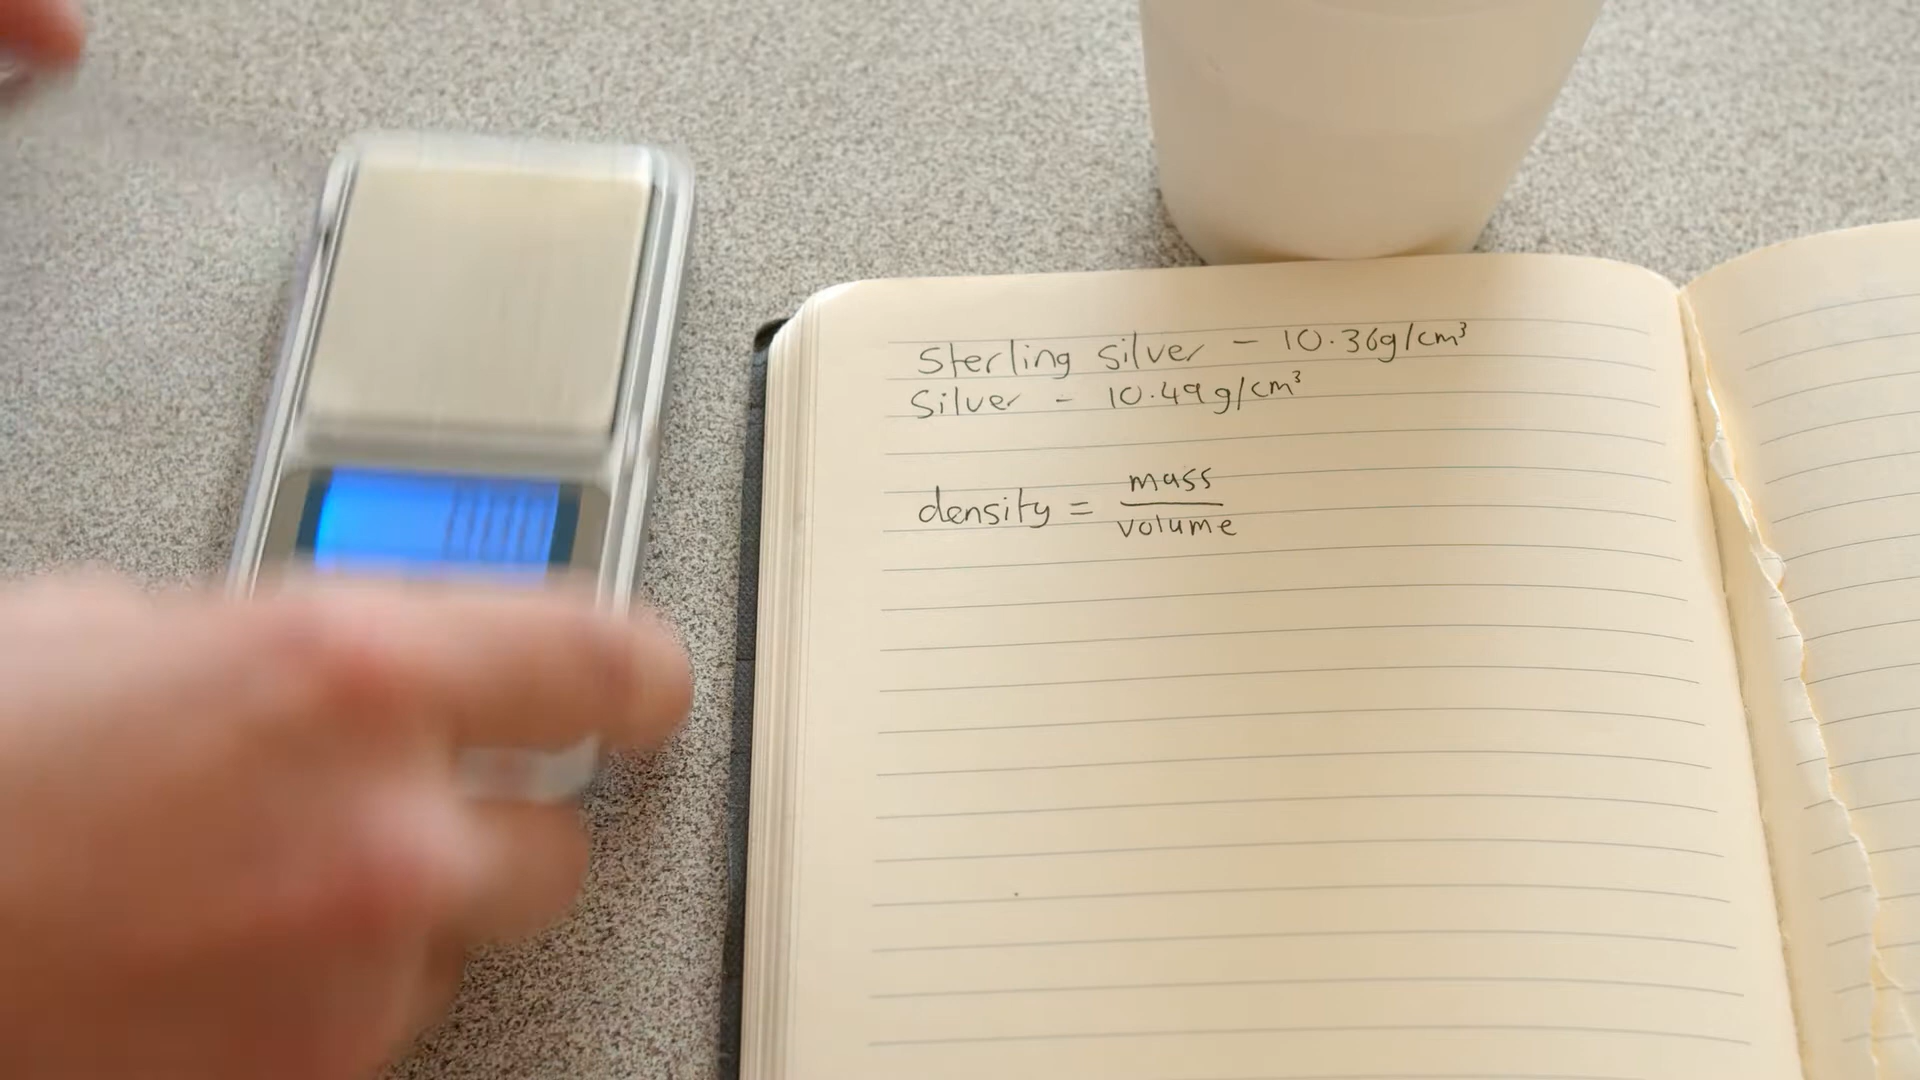 Sterling silver - 10.36g/cm³
Silver - 10.49g/cm³
density = mass
volume